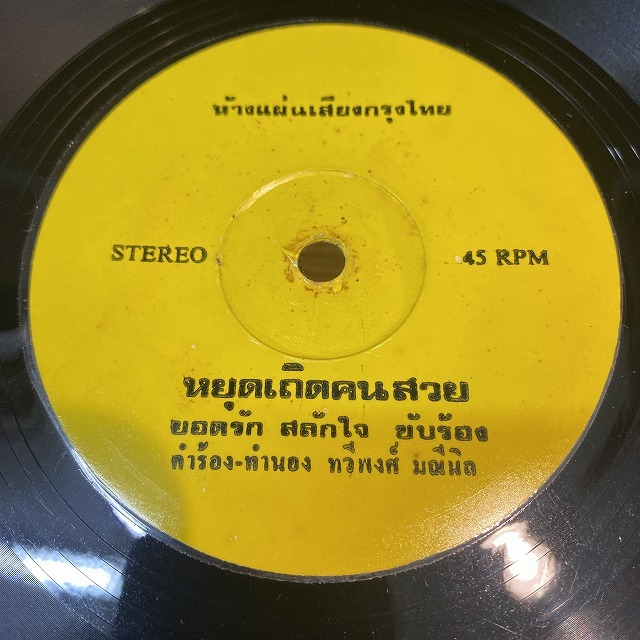 ห้างแผ่นเสียงกรุงไทย
STEREO 45 RPM
หยุดเถิดคนสวย
ยอดรัก สลักใจ ขับร้อง
คำร้อง-ทำนอง ทวีพงศ์ มณีนิล